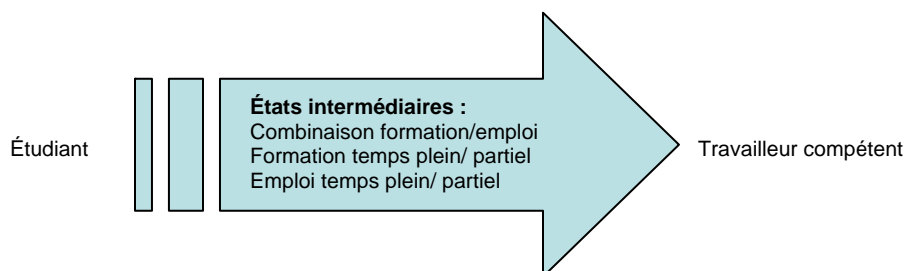 États intermédiaires :
Combinaison formation/emploi
Étudiant
Formation temps plein/ partiel
Travailleur compétent
Emploi temps plein/ partiel